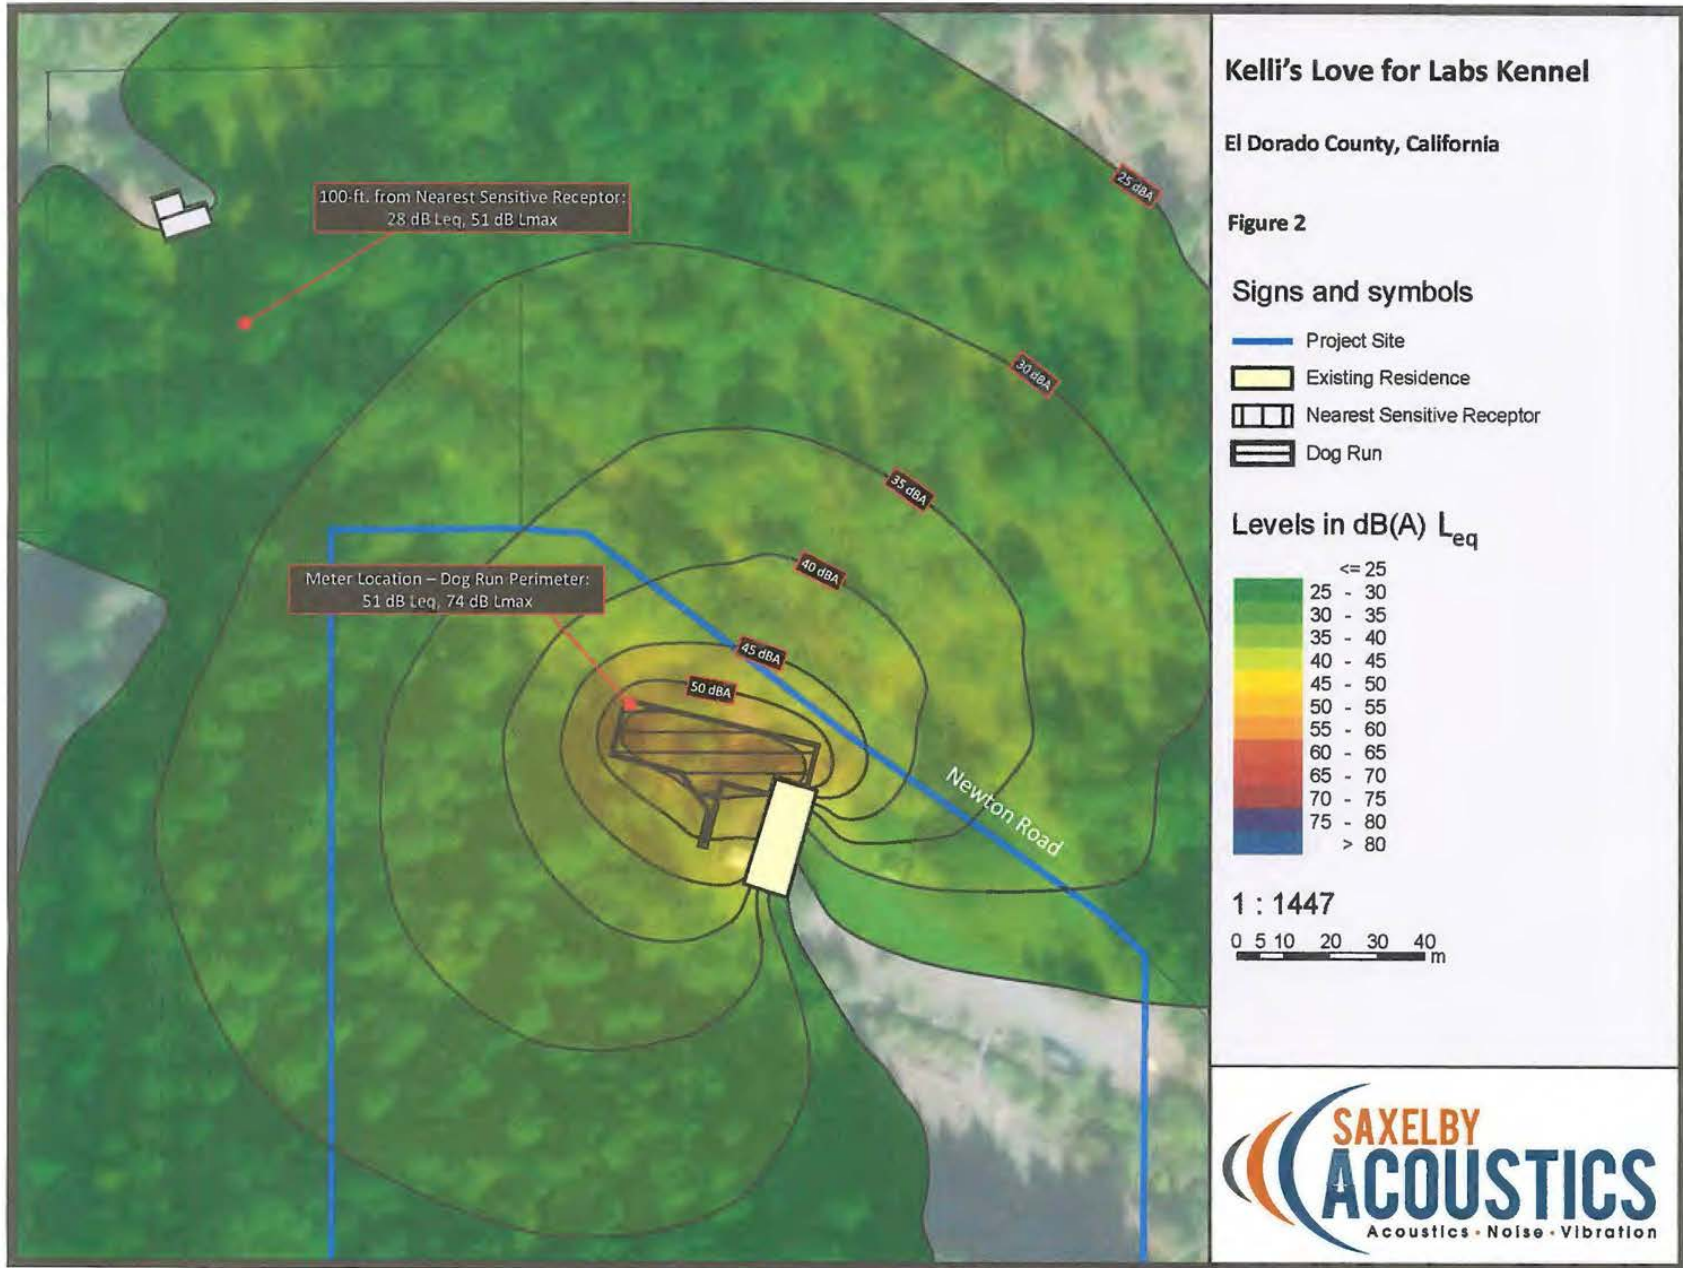 Kelli's Love for Labs Kennel
El Dorado County, California
Figure 2
Signs and symbols
Project Site
Existing Residence
Nearest Sensitive Receptor
Dog Run
Levels in dB(A) Leq
<= 25
25 - 30
30 - 35
35 - 40
40 - 45
45 - 50
50 - 55
55 - 60
60 - 65
65 - 70
70 - 75
75 - 80
> 80
1 : 1447
0 5 10 20 30 40
m
SAXELBY
ACOUSTICS
Acoustics • Noise • Vibration
100-ft. from Nearest Sensitive Receptor:
28 dB Leq, 51 dB Lmax
25 dBA
30 dBA
35 dBA
40 dBA
Meter Location – Dog Run Perimeter:
51 dB Leq, 74 dB Lmax
45 dBA
50 dBA
Newton Road